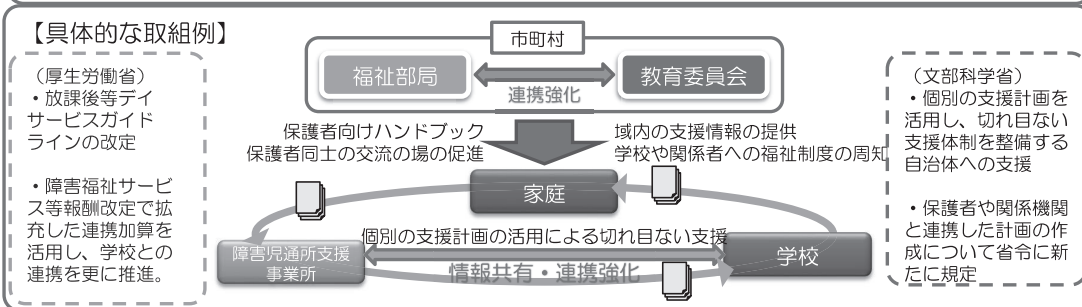 【具体的な取組例】
市町村
福祉部局
教育委員会
連携強化
（厚生労働省）
・放課後等デイ
サービスガイド
ラインの改定
・障害福祉サービ
ス等報酬改定で拡
充した連携加算を
活用し、学校との
連携を更に推進。
保護者向けハンドブック
保護者同士の交流の場の促進
域内の支援情報の提供
学校や関係者への福祉制度の周知
家庭
個別の支援計画の活用による切れ目ない支援
障害児通所支援
事業所
学校
情報共有・連携強化
（文部科学省）
・個別の支援計画を
活用し、切れ目ない
支援体制を整備する
自治体への支援
・保護者や関係機関
と連携した計画の作
成について省令に新
たに規定